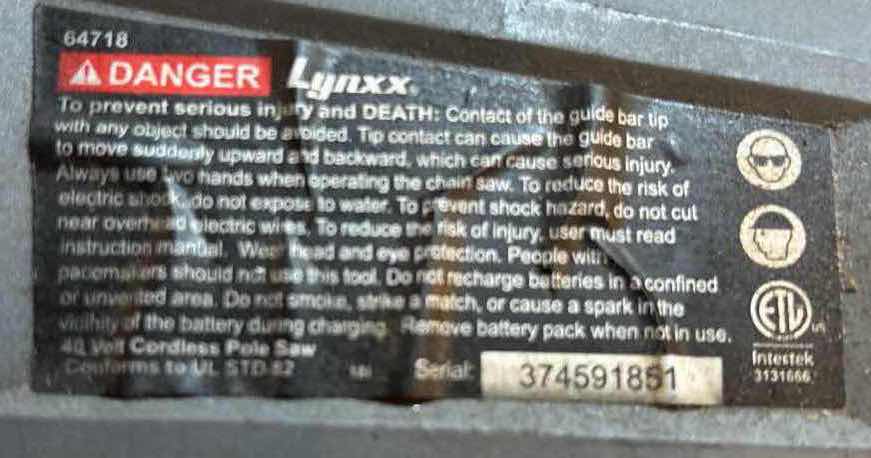 64718
DANGER Lynxx
To prevent serious injury and DEATH: Contact of the guide bar tip
with any object should be avoided. Tip contact can cause the guide bar
to move suddenly upward and backward, which can cause serious injury.
Always use two hands when operating the chain saw. To reduce the risk of
electric shock, do not expose to water. To prevent shock hazard, do not cut
near overhead electric wires. To reduce the risk of injury, user must read
instruction manual. Wear head and eye protection. People with
pacemakers should not use this tool. Do not recharge batteries in a confined
or unvented area. Do not smoke, strike a match, or cause a spark in the
vicinity of the battery during charging. Remove battery pack when not in use.
40 Volt Cordless Pole Saw
Conforms to UL STD 82
Serial: 374591851
ETL
us
Intertek
3131666